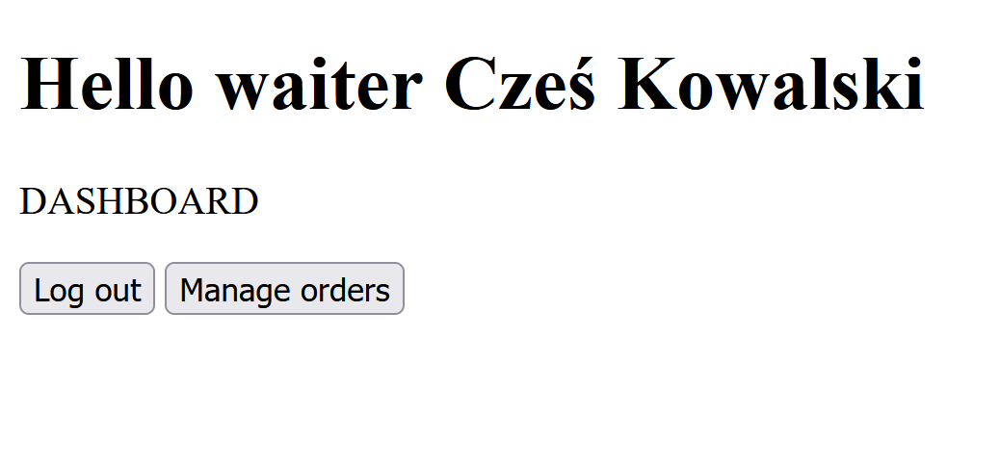 Hello waiter Cześ Kowalski
DASHBOARD
Log out Manage orders